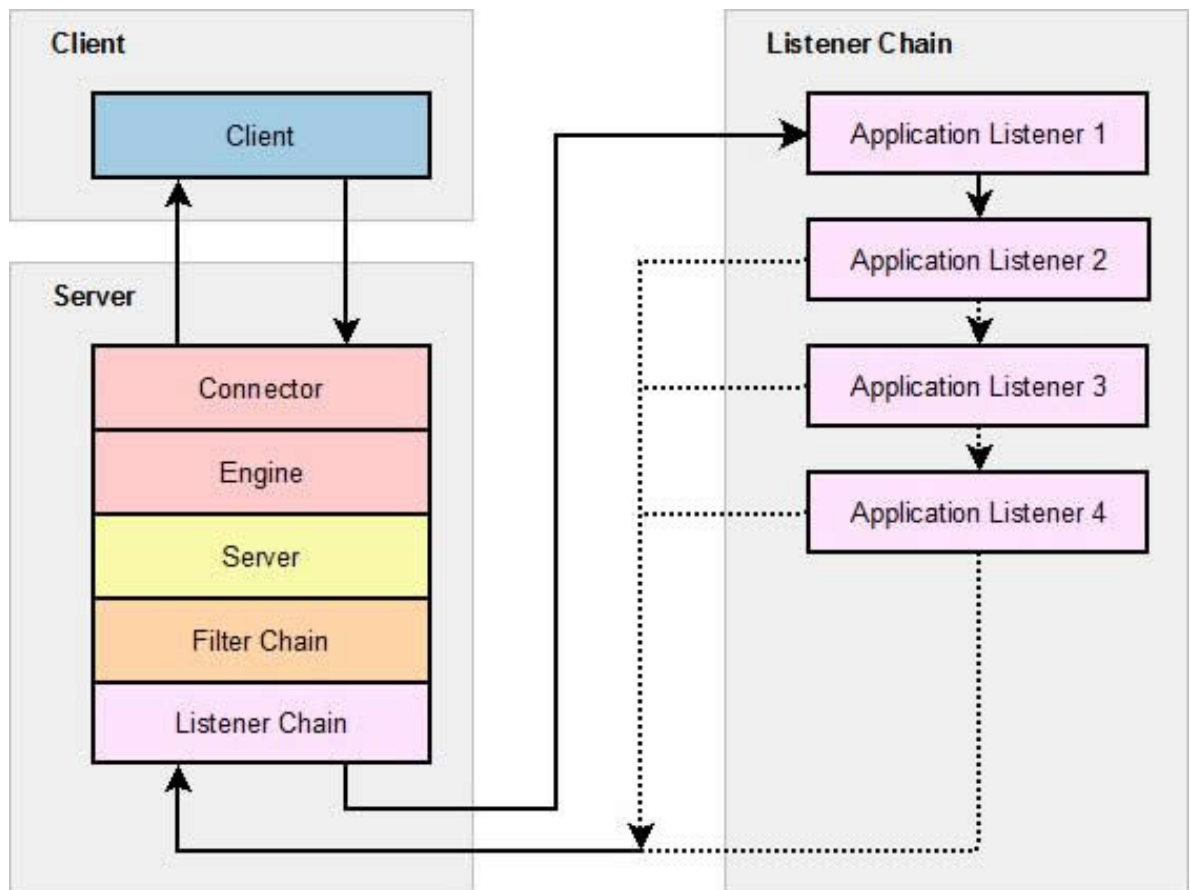 Client
Client
Server
Connector
Engine
Server
Filter Chain
Listener Chain
Listener Chain
Application Listener 1
Application Listener 2
Application Listener 3
Application Listener 4